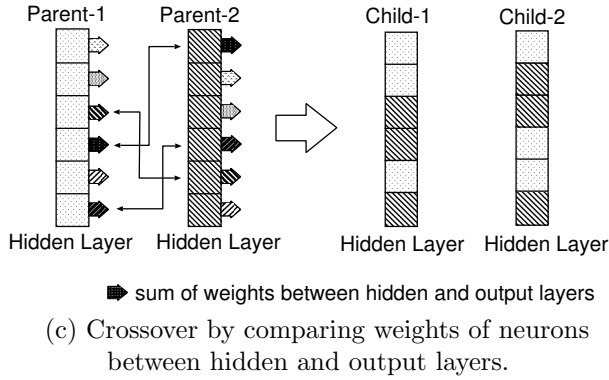 Parent-1 Parent-2 Child-1 Child-2
Hidden Layer Hidden Layer Hidden Layer Hidden Layer
sum of weights between hidden and output layers
(c) Crossover by comparing weights of neurons
between hidden and output layers.